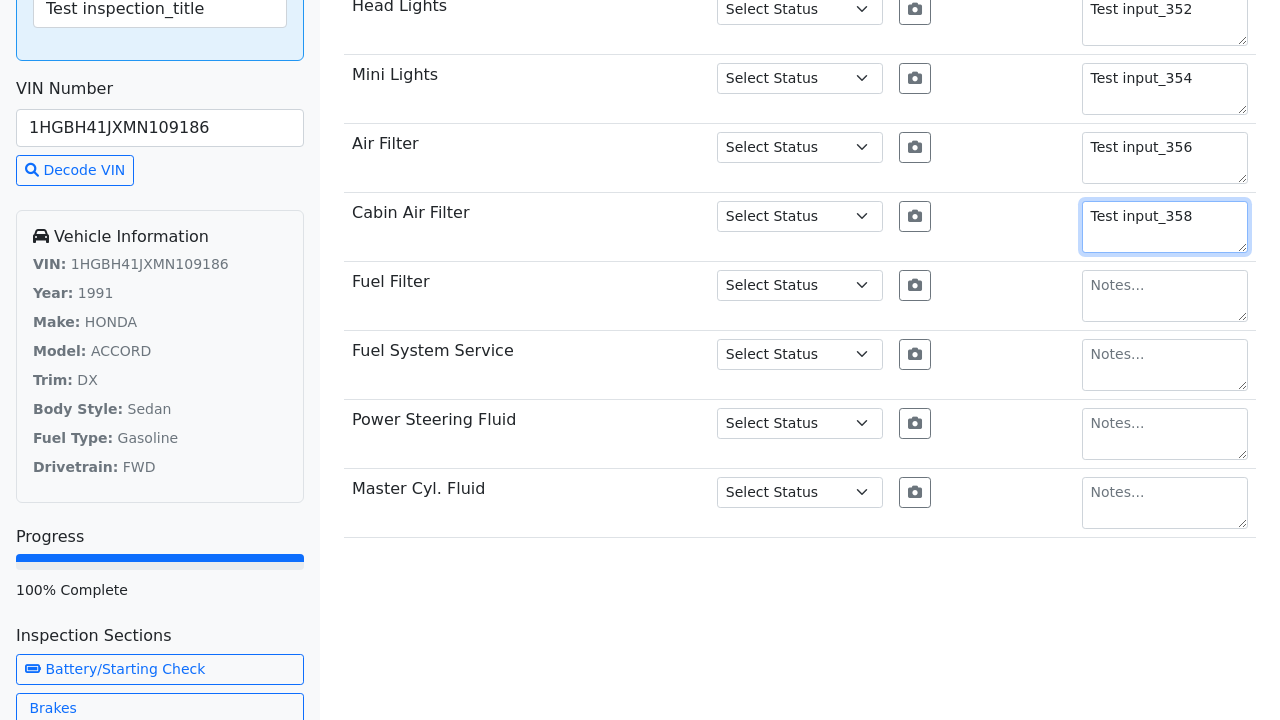 Test inspection_title
VIN Number
1HGBH41JXMN109186
Decode VIN
Vehicle Information
VIN: 1HGBH41JXMN109186
Year: 1991
Make: HONDA
Model: ACCORD
Trim: DX
Body Style: Sedan
Fuel Type: Gasoline
Drivetrain: FWD
Progress
100% Complete
Inspection Sections
Battery/Starting Check
Brakes
Head Lights Select Status Test input_352
Mini Lights Select Status Test input_354
Air Filter Select Status Test input_356
Cabin Air Filter Select Status Test input_358
Fuel Filter Select Status Notes...
Fuel System Service Select Status Notes...
Power Steering Fluid Select Status Notes...
Master Cyl. Fluid Select Status Notes...